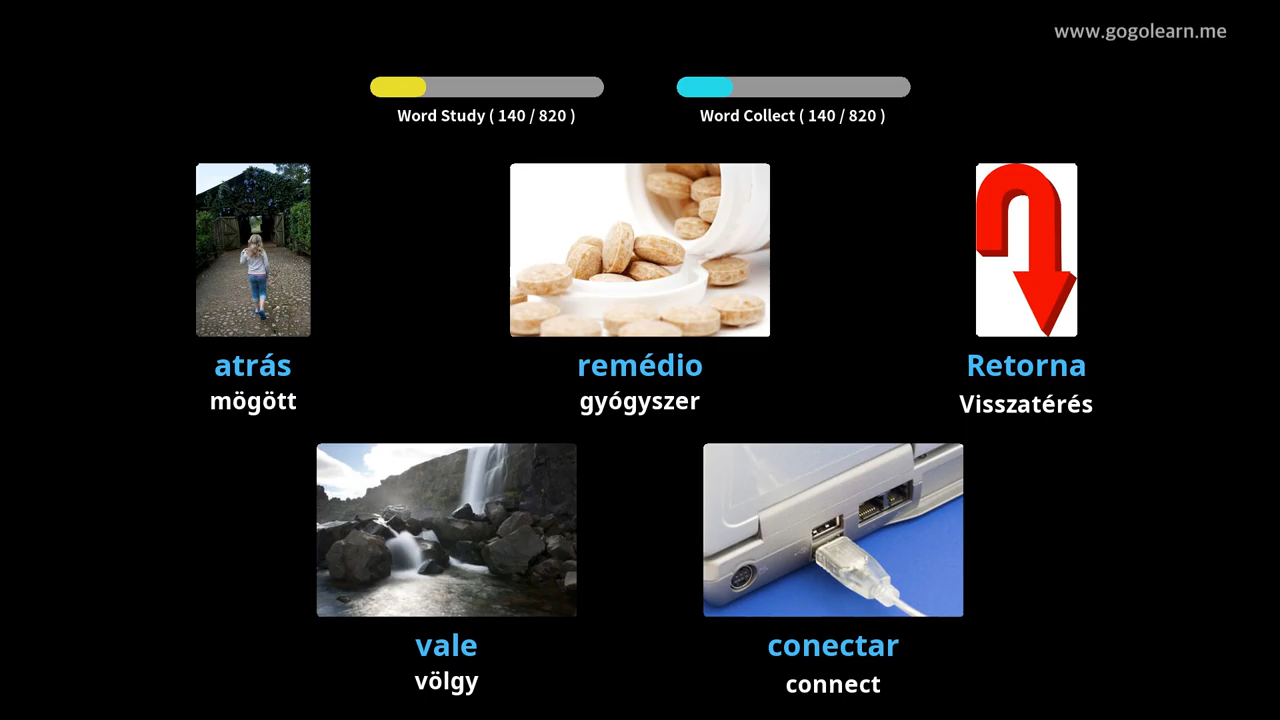 www.gogolearn.me
Word Study ( 140 / 820 )
Word Collect ( 140 / 820 )
atrás
mögött
remédio
gyógyszer
Retorna
Visszatérés
vale
völgy
conectar
connect